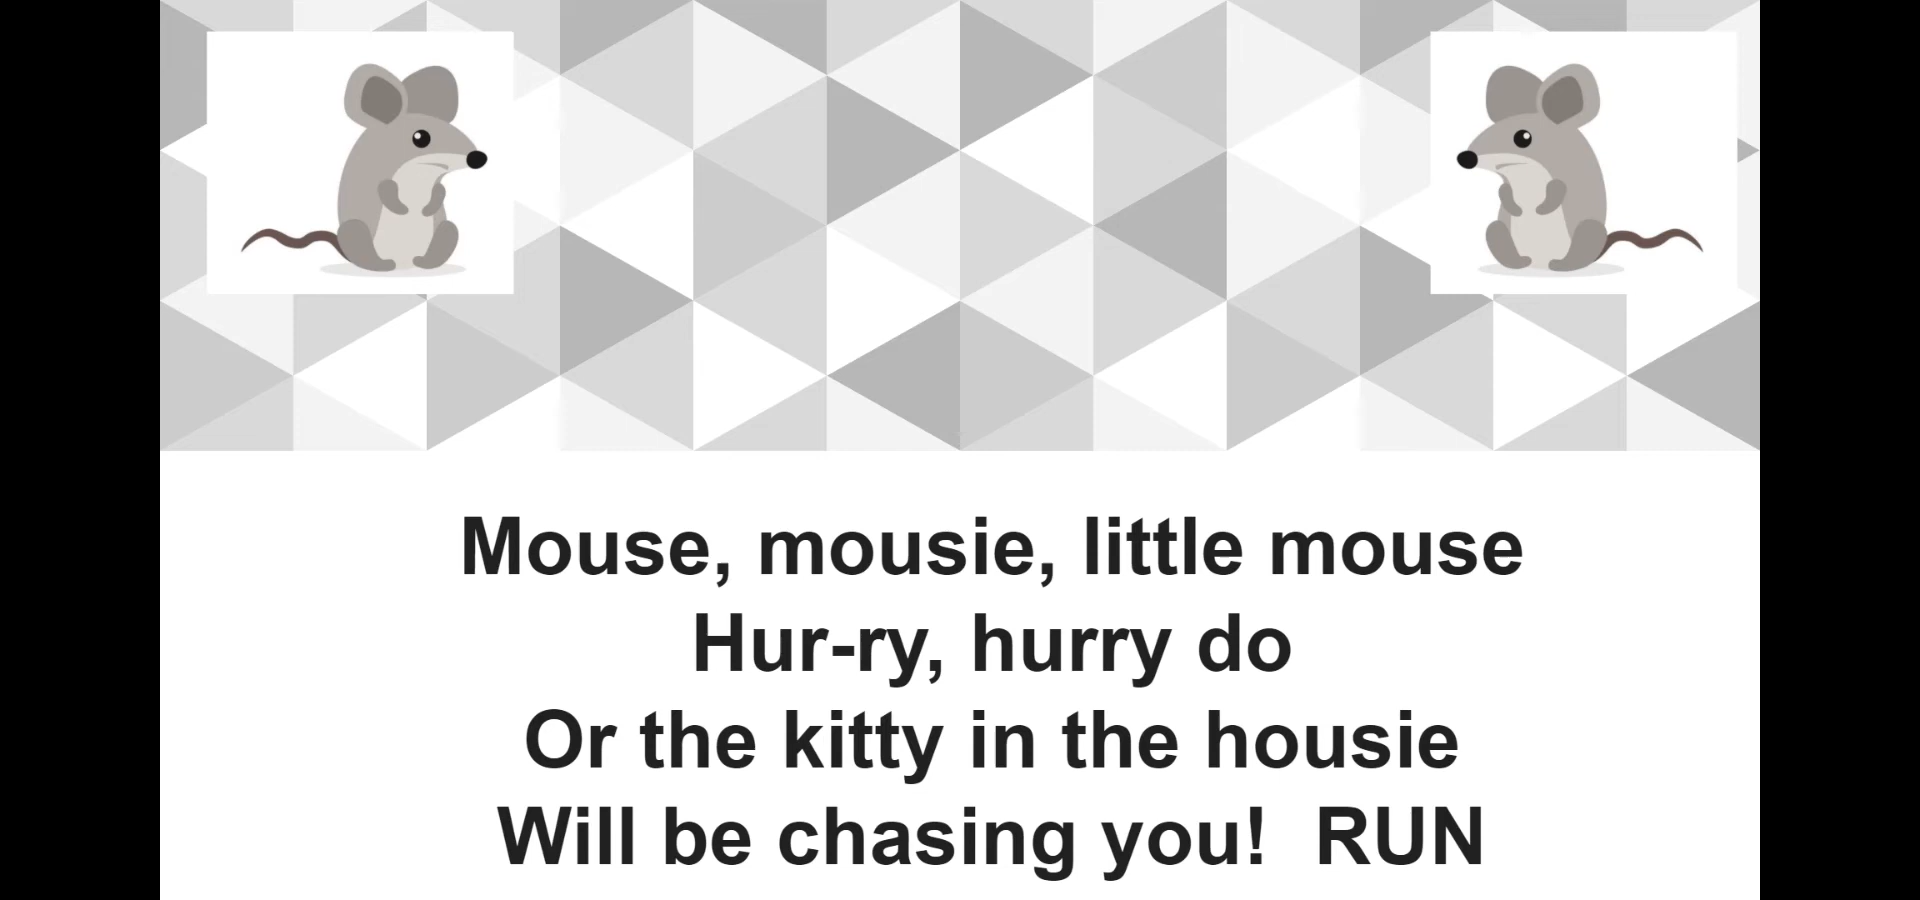 Mouse, mousie, little mouse
Hur-ry, hurry do
Or the kitty in the housie
Will be chasing you!  RUN